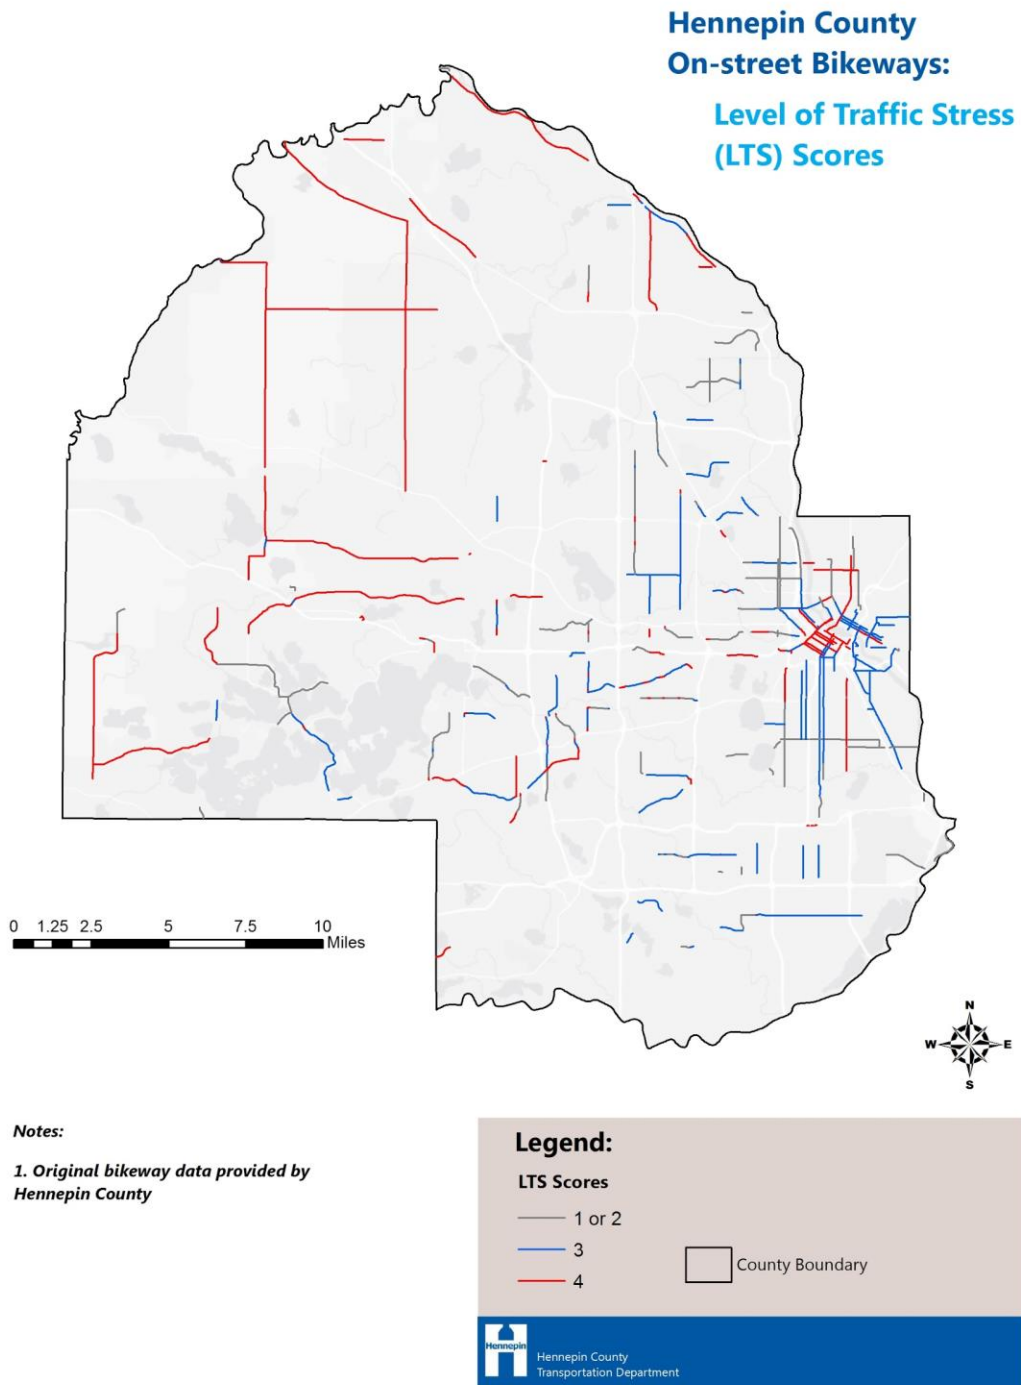 Hennepin County
On-street Bikeways:
Level of Traffic Stress
(LTS) Scores
0 1.25 2.5 5 7.5 10
Miles
N
W E
S
Notes:
1. Original bikeway data provided by
Hennepin County
Legend:
LTS Scores
1 or 2
3
4
County Boundary
Hennepin
Hennepin County
Transportation Department